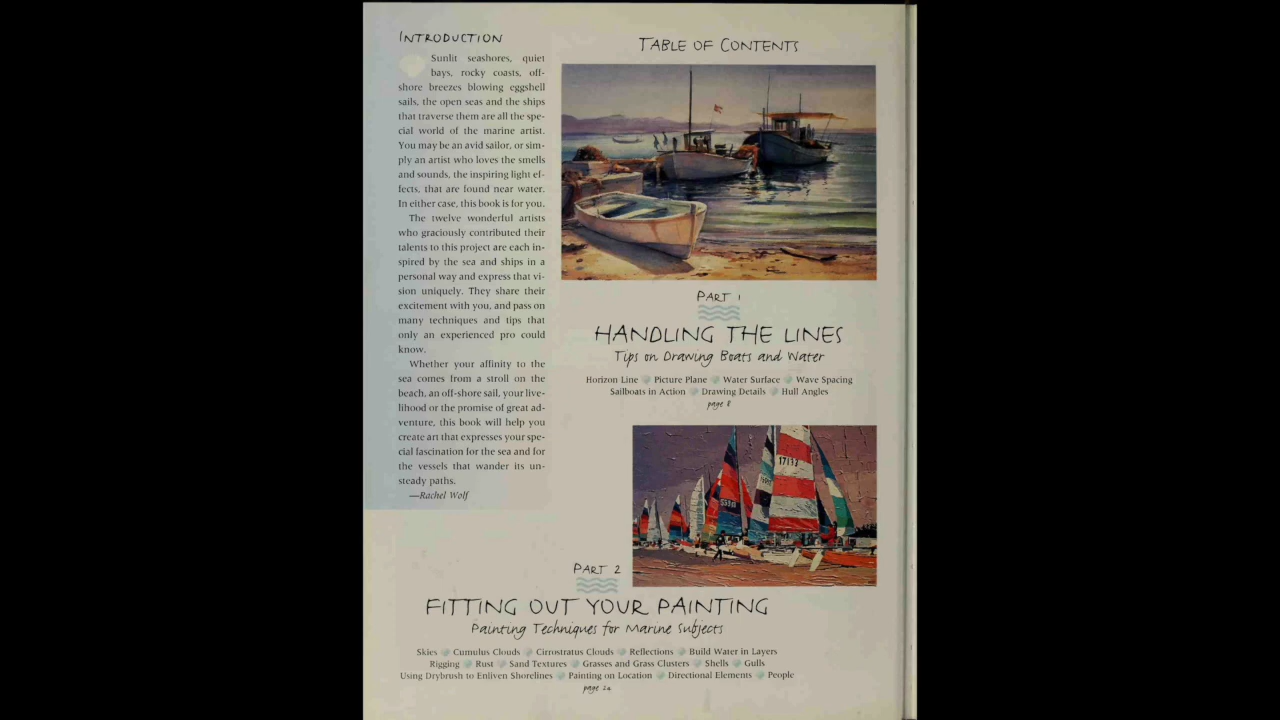 INTRODUCTION
Sunlit seashores, quiet
bays, rocky coasts, off-
shore breezes blowing eggshell
sails, the open seas and the ships
that traverse them are all the spe-
cial world of the marine artist.
You may be an avid sailor, or sim-
ply an artist who loves the smells
and sounds, the inspiring light ef-
fects, that are found near water.
In either case, this book is for you.
The twelve wonderful artists
who graciously contributed their
talents to this project are each in-
spired by the sea and ships in a
personal way and express that vi-
sion uniquely. They share their
excitement with you, and pass on
many techniques and tips that
only an experienced pro could
know.
Whether your affinity to the
sea comes from a stroll on the
beach, an off-shore sail, your live-
lihood or the promise of great ad-
venture, this book will help you
create art that expresses your spe-
cial fascination for the sea and for
the vessels that wander its un-
steady paths.
—Rachel Wolf
TABLE OF CONTENTS
PART 1
HANDLING THE LINES
Tips on Drawing Boats and Water
Horizon Line Picture Plane Water Surface Wave Spacing
Sailboats in Action Drawing Details Hull Angles
page 8
17132
PART 2
FITTING OUT YOUR PAINTING
Painting Techniques for Marine Subjects
Skies Cumulus Clouds Cirrostratus Clouds Reflections Build Water in Layers
Rigging Rust Sand Textures Grasses and Grass Clusters Shells Gulls
Using Drybrush to Enliven Shorelines Painting on Location Directional Elements People
page 24